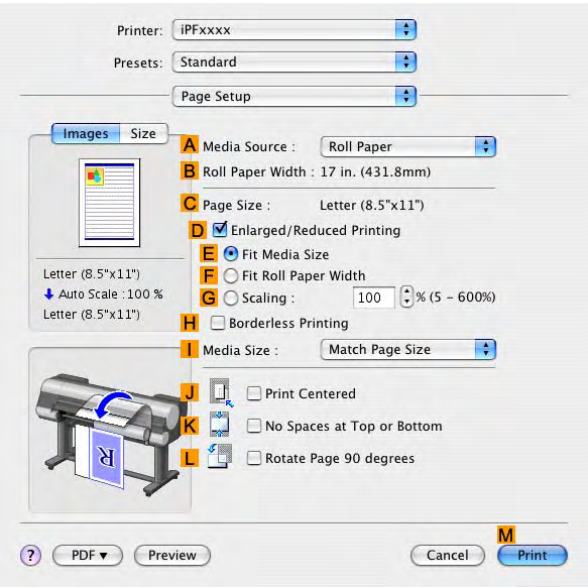 Printer: iPFxxxx
Presets: Standard
Page Setup
Images Size
A Media Source : Roll Paper
B Roll Paper Width : 17 in. (431.8mm)
C Page Size : Letter (8.5"x11")
D Enlarged/Reduced Printing
E Fit Media Size
F Fit Roll Paper Width
G Scaling : 100 % (5 - 600%)
Letter (8.5"x11")
Auto Scale :100 %
Letter (8.5"x11")
H Borderless Printing
I Media Size : Match Page Size
J Print Centered
K No Spaces at Top or Bottom
L Rotate Page 90 degrees
R
M
? PDF ▼ Preview Cancel Print